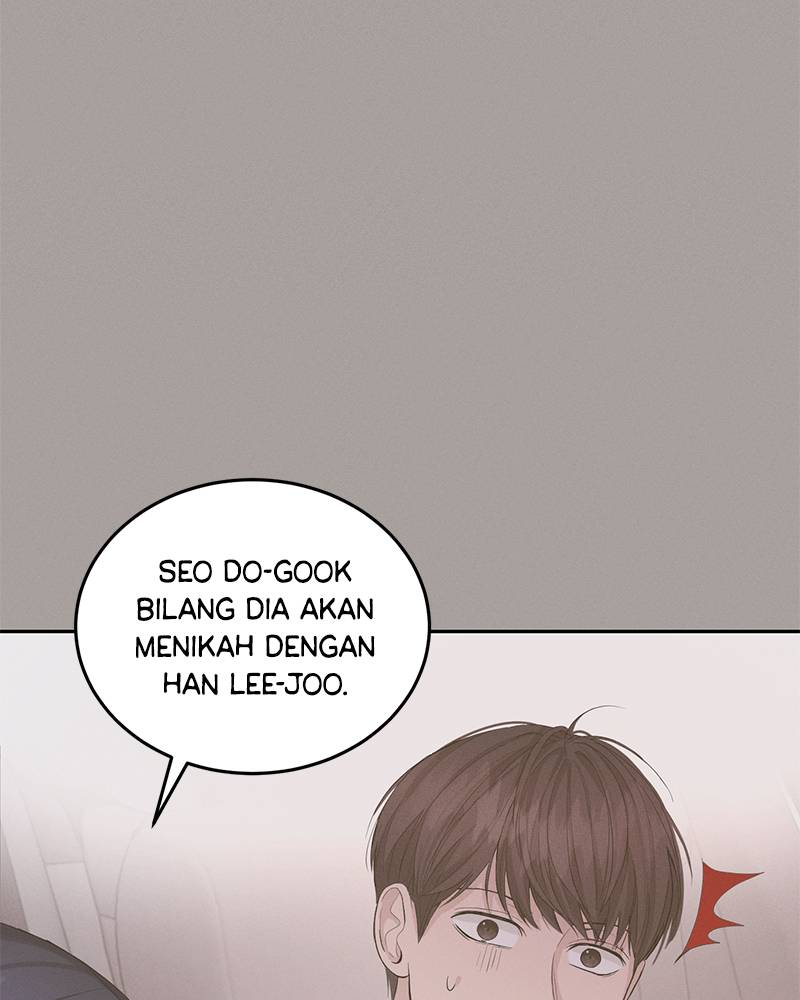 SEO DO-GOOK
BILANG DIA AKAN
MENIKAH DENGAN
HAN LEE-JOO.